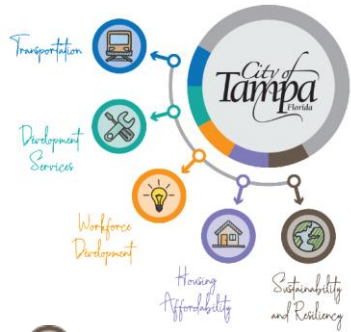 Transportation
City of
Tampa
Florida
Development
Services
Workforce
Development
Housing
Affordability
Sustainability
and Resiliency